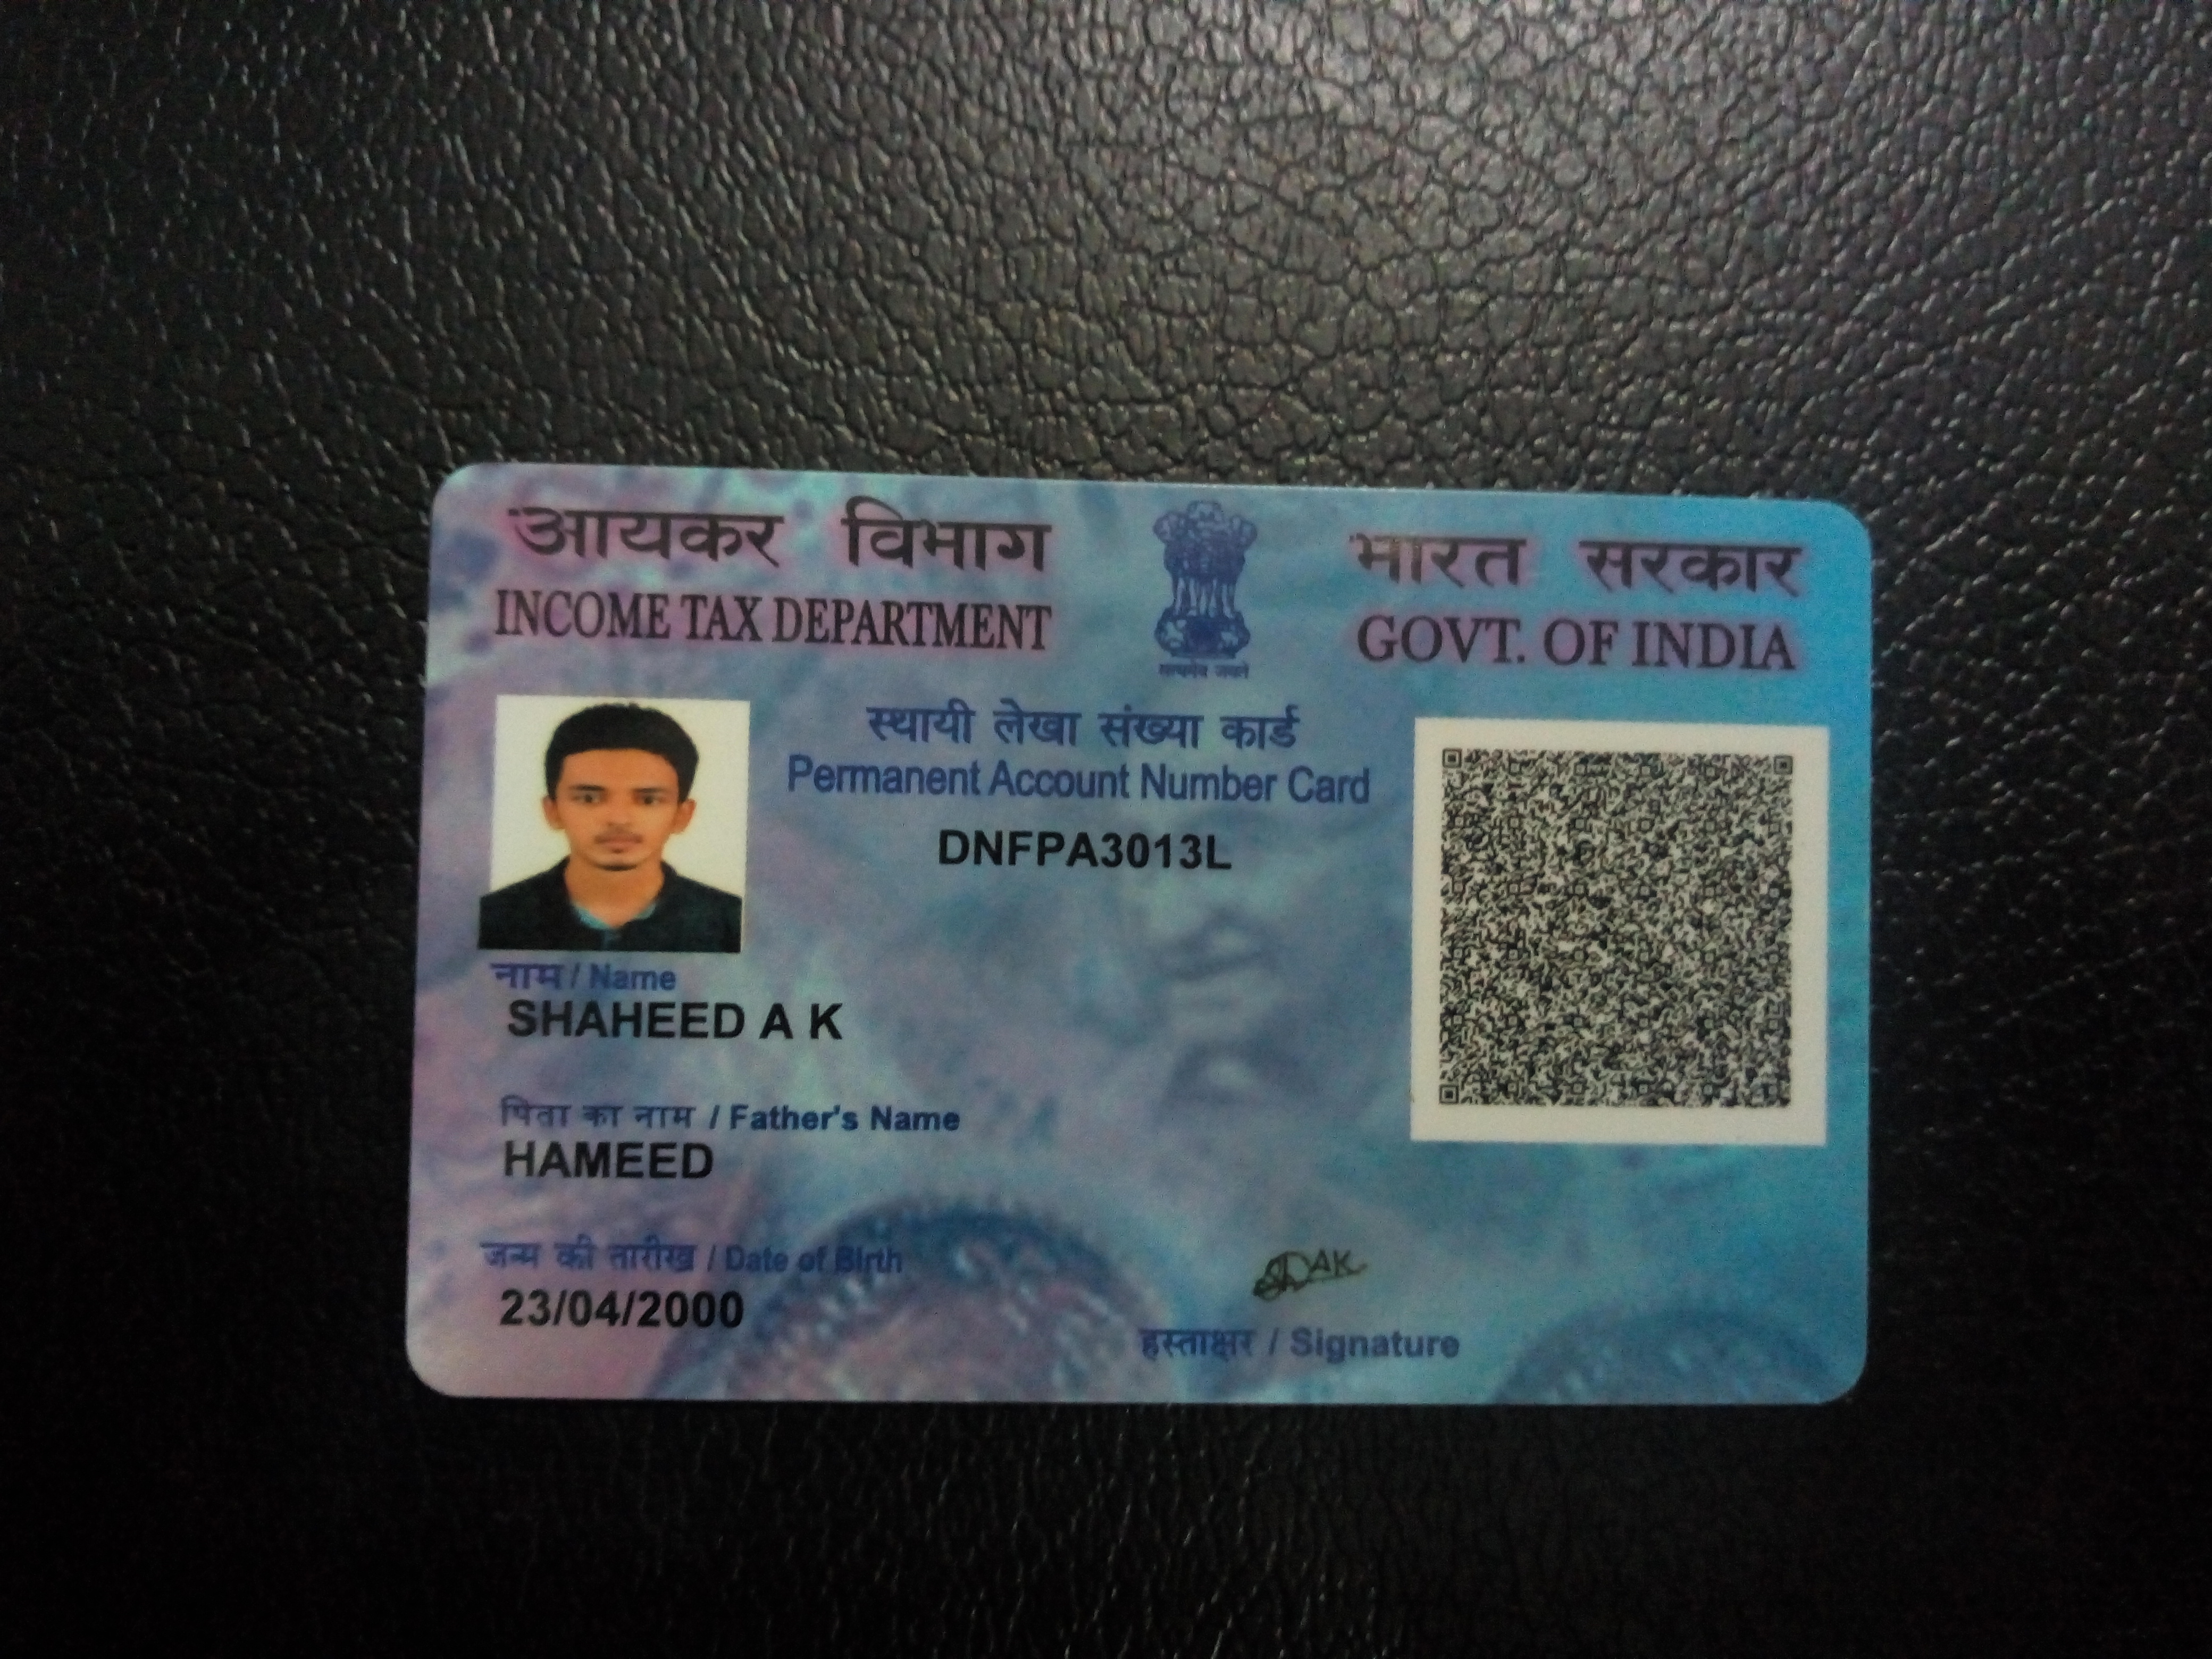 आयकर विभाग
INCOME TAX DEPARTMENT
सत्यमेव जयते
भारत सरकार
GOVT. OF INDIA
स्थायी लेखा संख्या कार्ड
Permanent Account Number Card
DNFPA3013L
नाम / Name
SHAHEED A K
पिता का नाम / Father's Name
HAMEED
जन्म की तारीख / Date of Birth
23/04/2000
हस्ताक्षर / Signature